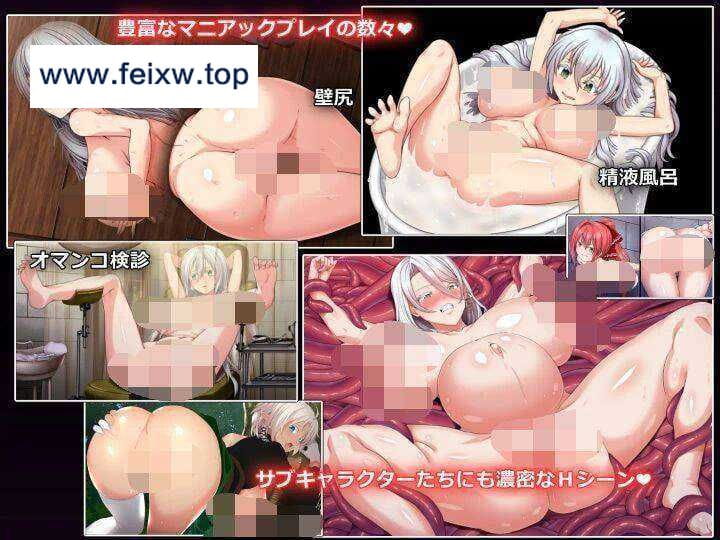 豊富なマニアックプレイの数々❤
www.feixw.top
壁尻
精液風呂
オマンコ検診
サブキャラクターたちにも濃密なＨシーン❤